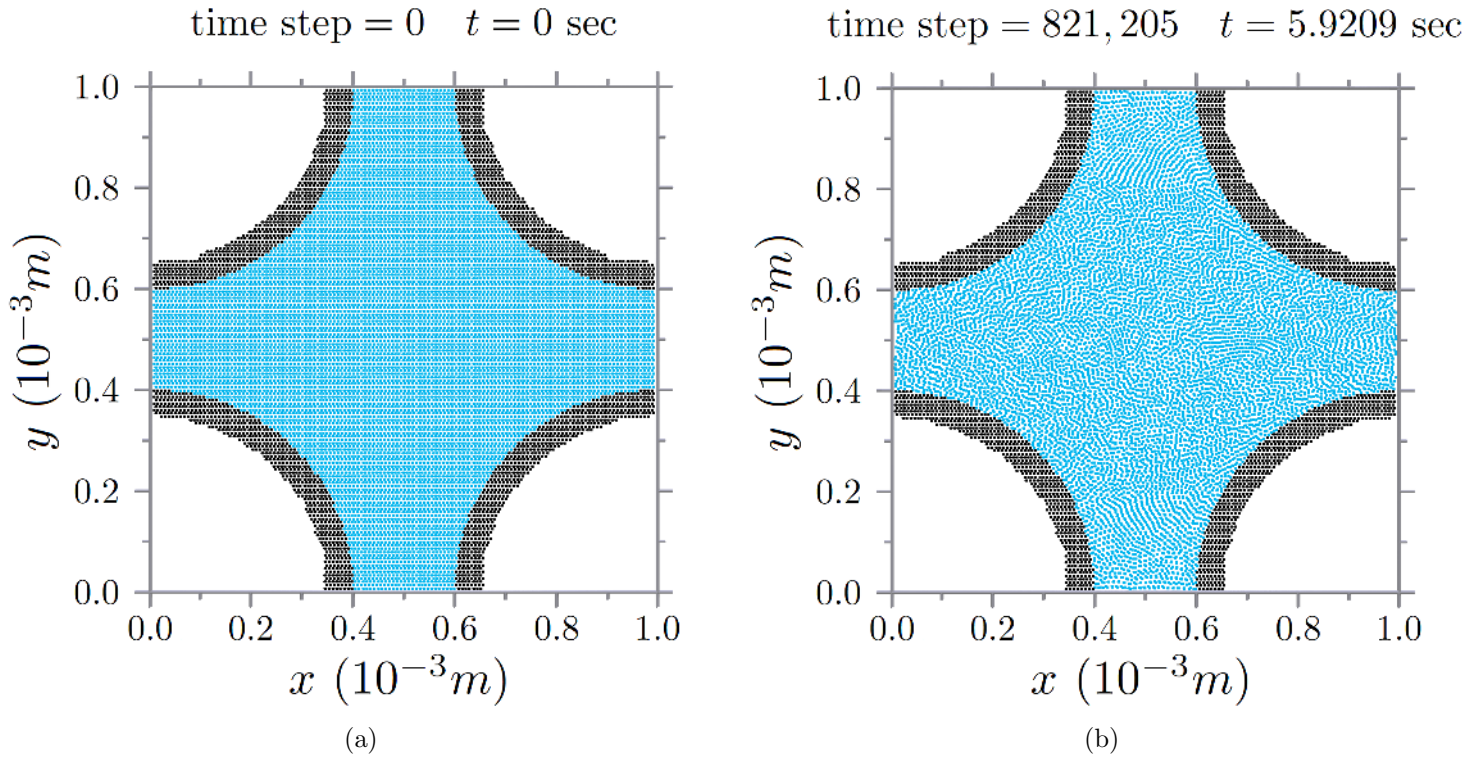 time step = 0 t = 0 sec
1.0
0.8
0.6
0.4
0.2
0.0
y (10⁻³m)
0.0 0.2 0.4 0.6 0.8 1.0
x (10⁻³m)
(a)
time step = 821,205 t = 5.9209 sec
1.0
0.8
0.6
0.4
0.2
0.0
y (10⁻³m)
0.0 0.2 0.4 0.6 0.8 1.0
x (10⁻³m)
(b)